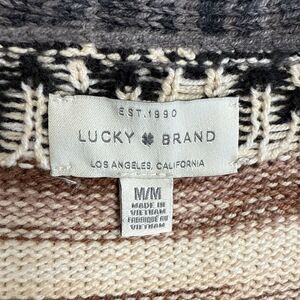 EST. 1990
LUCKY BRAND
LOS ANGELES, CALIFORNIA
M/M
MADE IN
VIETNAM
FABRIQUÉ AU
VIETNAM